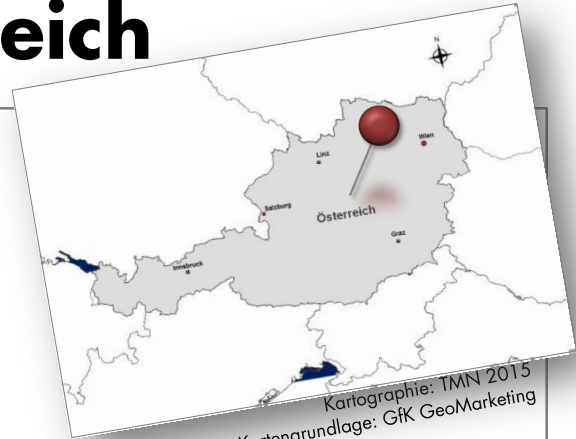 eich
N
Wien
Linz
Salzburg
Österreich
Graz
Innsbruck
Kartographie: TMN 2015
Kartengrundlage: GfK GeoMarketing